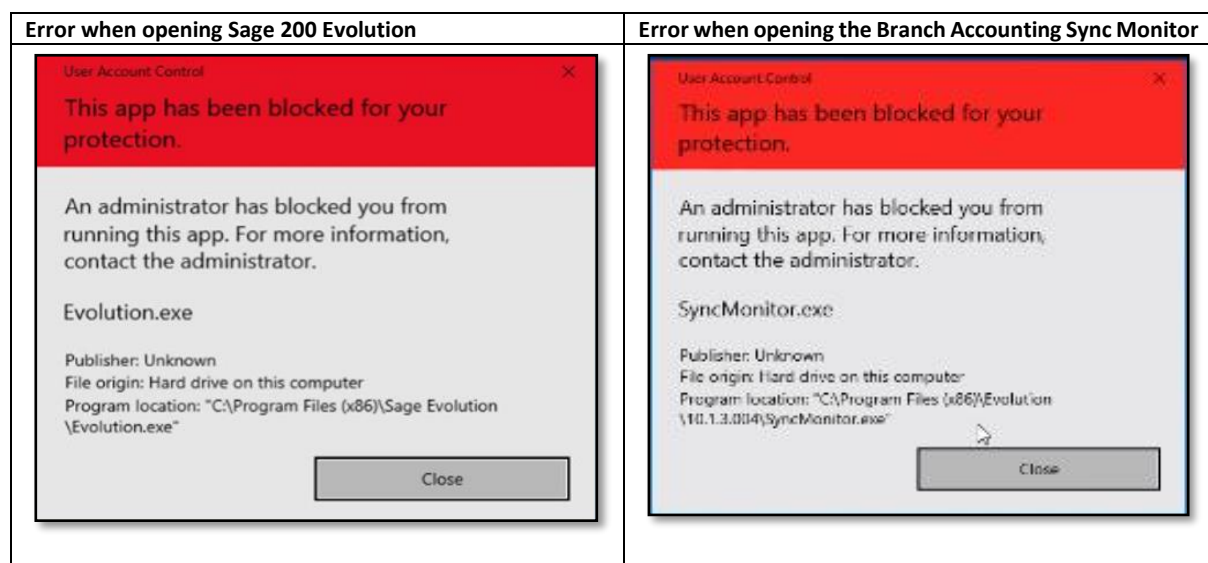 Error when opening Sage 200 Evolution
User Account Control
This app has been blocked for your
protection.
An administrator has blocked you from
running this app. For more information,
contact the administrator.
Evolution.exe
Publisher: Unknown
File origin: Hard drive on this computer
Program location: "C:\Program Files (x86)\Sage Evolution
\Evolution.exe"
Close
Error when opening the Branch Accounting Sync Monitor
User Account Control
This app has been blocked for your
protection.
An administrator has blocked you from
running this app. For more information,
contact the administrator.
SyncMonitor.exe
Publisher: Unknown
File origin: Hard drive on this computer
Program location: "C:\Program Files (x86)\Evolution
\10.1.3.004\SyncMonitor.exe"
Close